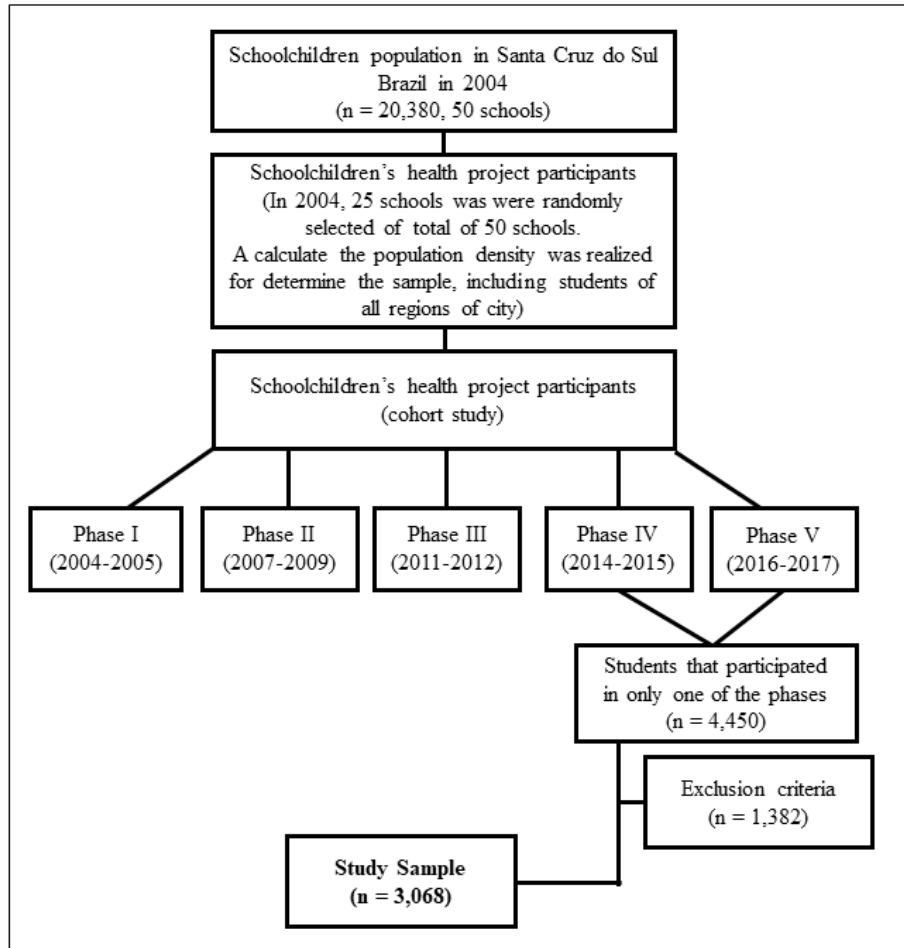 Schoolchildren population in Santa Cruz do Sul
Brazil in 2004
(n = 20,380, 50 schools)
Schoolchildren's health project participants
(In 2004, 25 schools was were randomly
selected of total of 50 schools.
A calculate the population density was realized
for determine the sample, including students of
all regions of city)
Schoolchildren's health project participants
(cohort study)
Phase I
(2004-2005)
Phase II
(2007-2009)
Phase III
(2011-2012)
Phase IV
(2014-2015)
Phase V
(2016-2017)
Students that participated
in only one of the phases
(n = 4,450)
Exclusion criteria
(n = 1,382)
Study Sample
(n = 3,068)